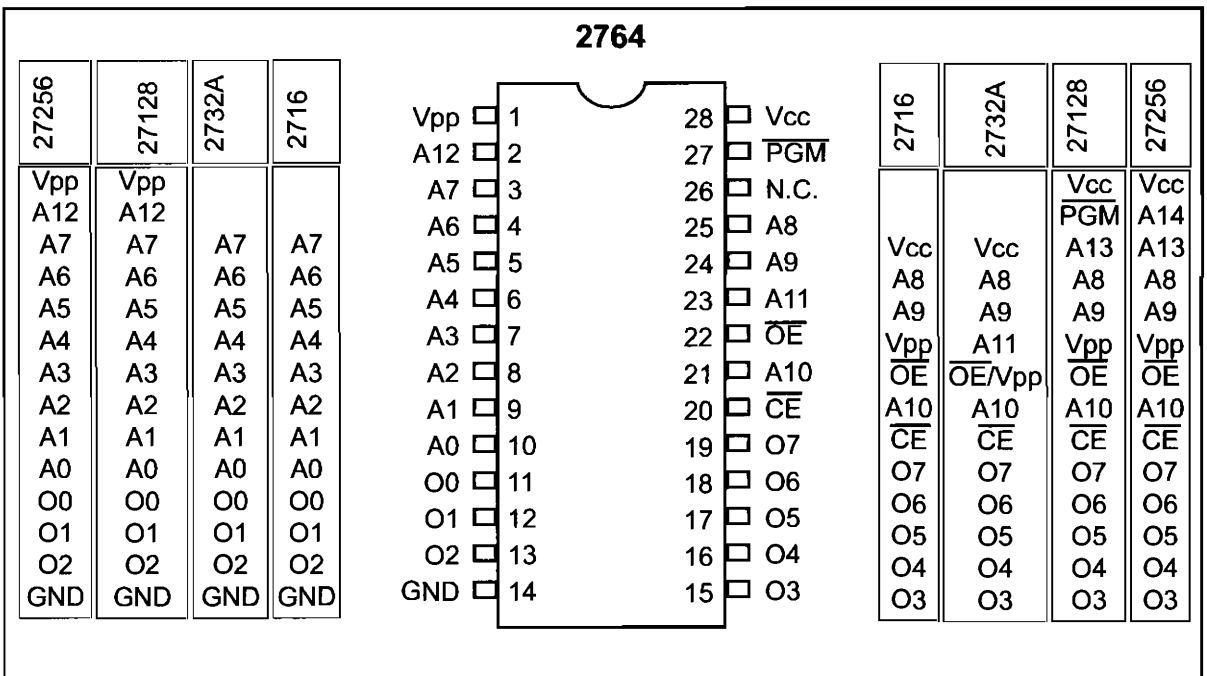 2764
27256 27128 2732A 2716
Vpp Vpp
A12 A12
A7 A7 A7 A7
A6 A6 A6 A6
A5 A5 A5 A5
A4 A4 A4 A4
A3 A3 A3 A3
A2 A2 A2 A2
A1 A1 A1 A1
A0 A0 A0 A0
O0 O0 O0 O0
O1 O1 O1 O1
O2 O2 O2 O2
GND GND GND GND
Vpp 1 28 Vcc
A12 2 27 PGM
A7 3 26 N.C.
A6 4 25 A8
A5 5 24 A9
A4 6 23 A11
A3 7 22 OE
A2 8 21 A10
A1 9 20 CE
A0 10 19 O7
O0 11 18 O6
O1 12 17 O5
O2 13 16 O4
GND 14 15 O3
2716 2732A 27128 27256
Vcc Vcc
PGM A14
Vcc Vcc A13 A13
A8 A8 A8 A8
A9 A9 A9 A9
Vpp A11 Vpp Vpp
OE OE/Vpp OE OE
A10 A10 A10 A10
CE CE CE CE
O7 O7 O7 O7
O6 O6 O6 O6
O5 O5 O5 O5
O4 O4 O4 O4
O3 O3 O3 O3